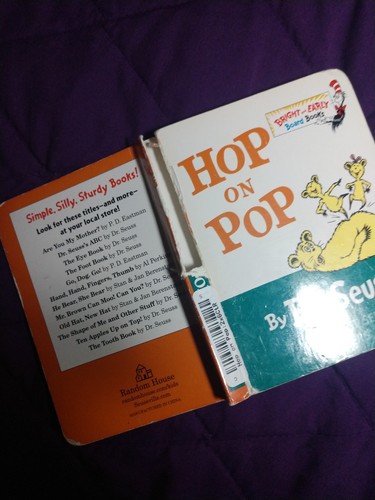 Simple, Silly, Sturdy Books!
Look for these titles—and more—
at your local store!
Are You My Mother? by P. D. Eastman
Dr. Seuss's ABC by Dr. Seuss
The Eye Book by Dr. Seuss
The Foot Book by Dr. Seuss
Go, Dog. Go! by P. D. Eastman
Hand, Hand, Fingers, Thumb by Al Perkins
He Bear, She Bear by Stan & Jan Berenstain
Mr. Brown Can Moo! Can You? by Dr. Seuss
Old Hat, New Hat by Stan & Jan Berenstain
The Shape of Me and Other Stuff by Dr. Seuss
Ten Apples Up on Top! by Dr. Seuss
The Tooth Book by Dr. Seuss
Random House
BRIGHT and EARLY
Board Books
HOP
ON
POP
By Dr. Seuss